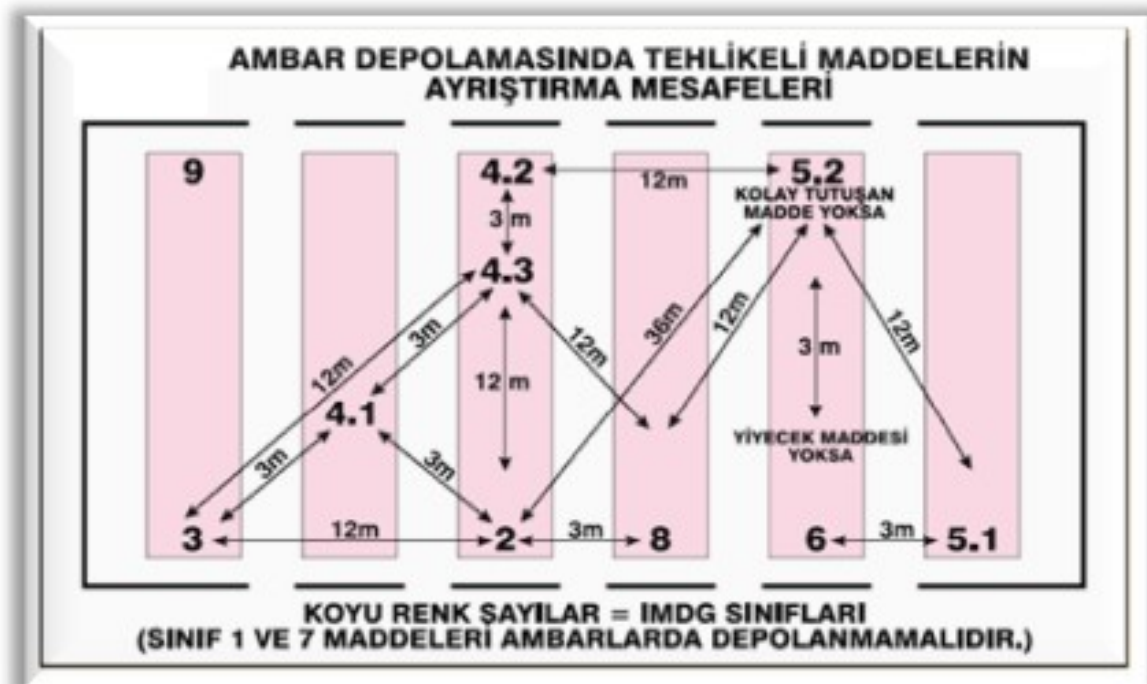 AMBAR DEPOLAMASINDA TEHLİKELİ MADDELERİN
AYRIŞTIRMA MESAFELERİ
9
4.2
12m
5.2
KOLAY TUTUŞAN
MADDE YOKSA
3 m
4.3
12m
3m
12m
36m
12m
12m
12 m
3 m
4.1
3m
3m
YİYECEK MADDESİ
YOKSA
3
12m
2
3m
8
6
3m
5.1
KOYU RENK SAYILAR = IMDG SINIFLARI
(SINIF 1 VE 7 MADDELERİ AMBARLARDA DEPOLANMAMALIDIR.)